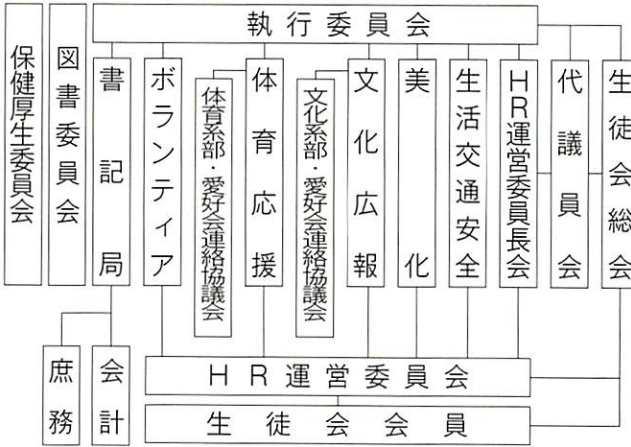 執行委員会
生徒会総会
代議員会
HR運営委員長会
生活交通安全
美化
文化広報
文化系部・愛好会連絡協議会
体育応援
体育系部・愛好会連絡協議会
ボランティア
書記局
図書委員会
保健厚生委員会
会計
庶務
HR運営委員会
生徒会会員